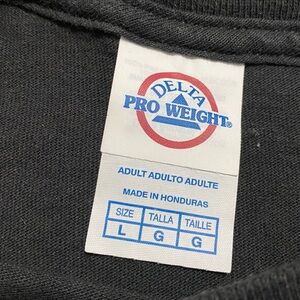 DELTA
PRO WEIGHT®
ADULT ADULTO ADULTE
MADE IN HONDURAS
SIZE TALLA TAILLE
L G G